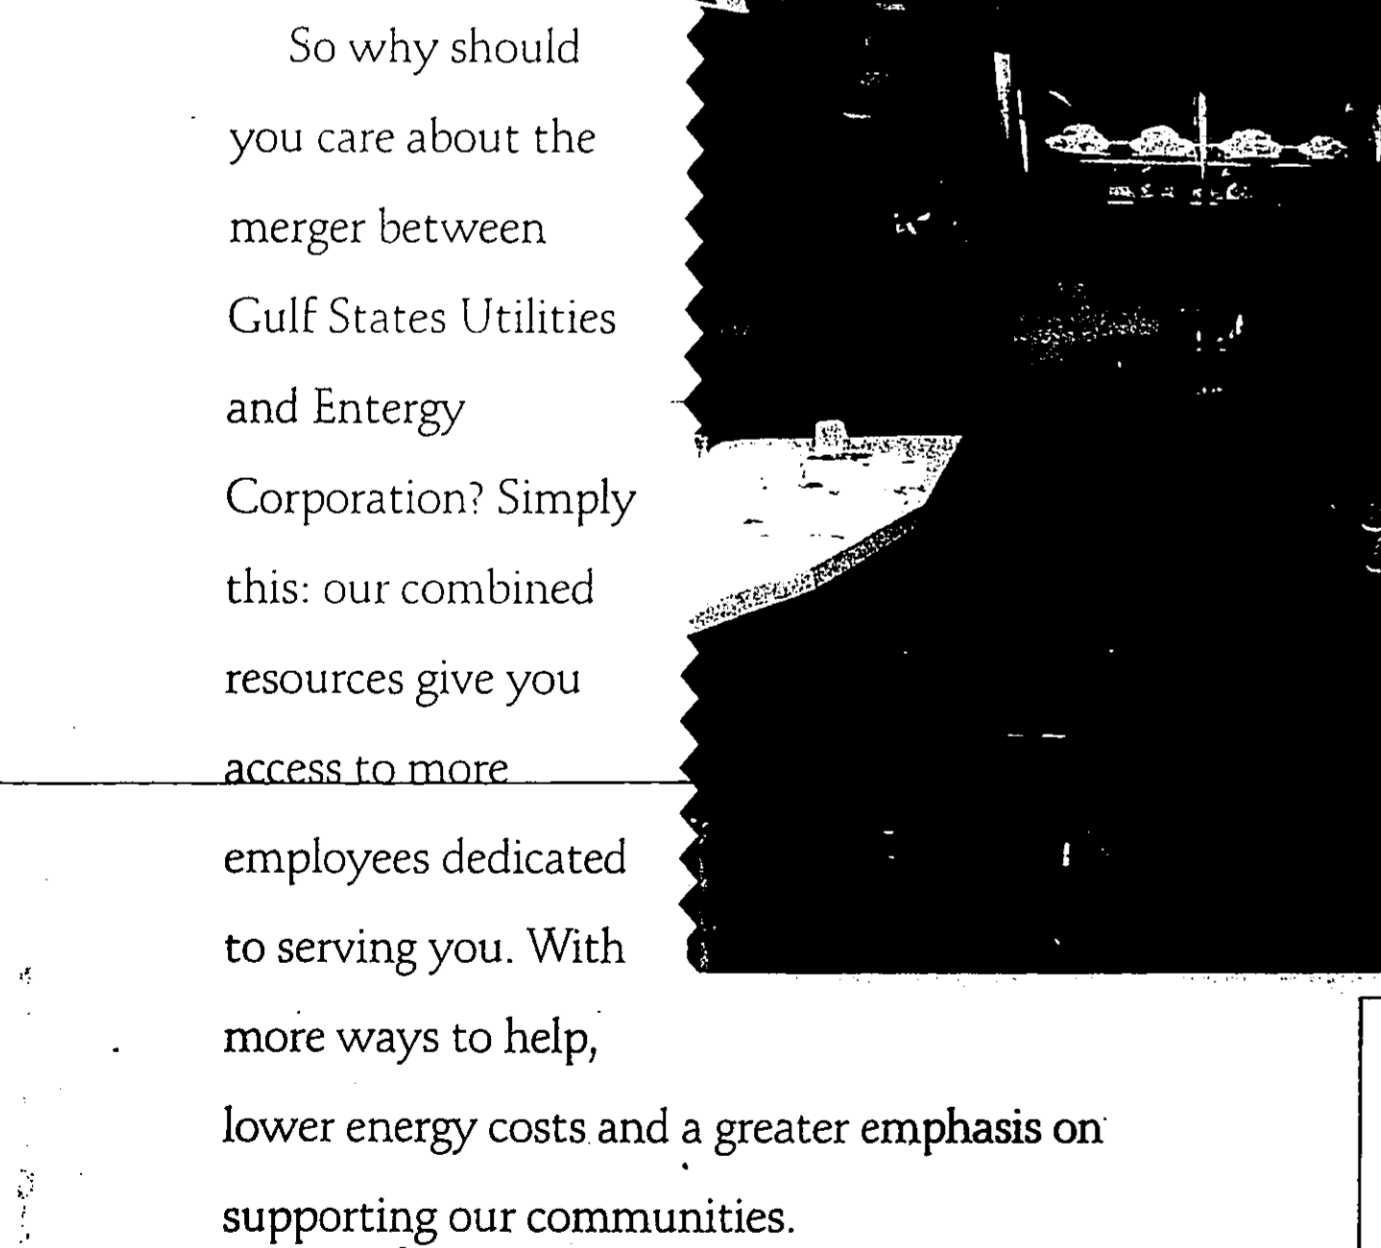 So why should
you care about the
merger between
Gulf States Utilities
and Entergy
Corporation? Simply
this: our combined
resources give you
access to more
employees dedicated
to serving you. With
more ways to help,
lower energy costs and a greater emphasis on
supporting our communities.